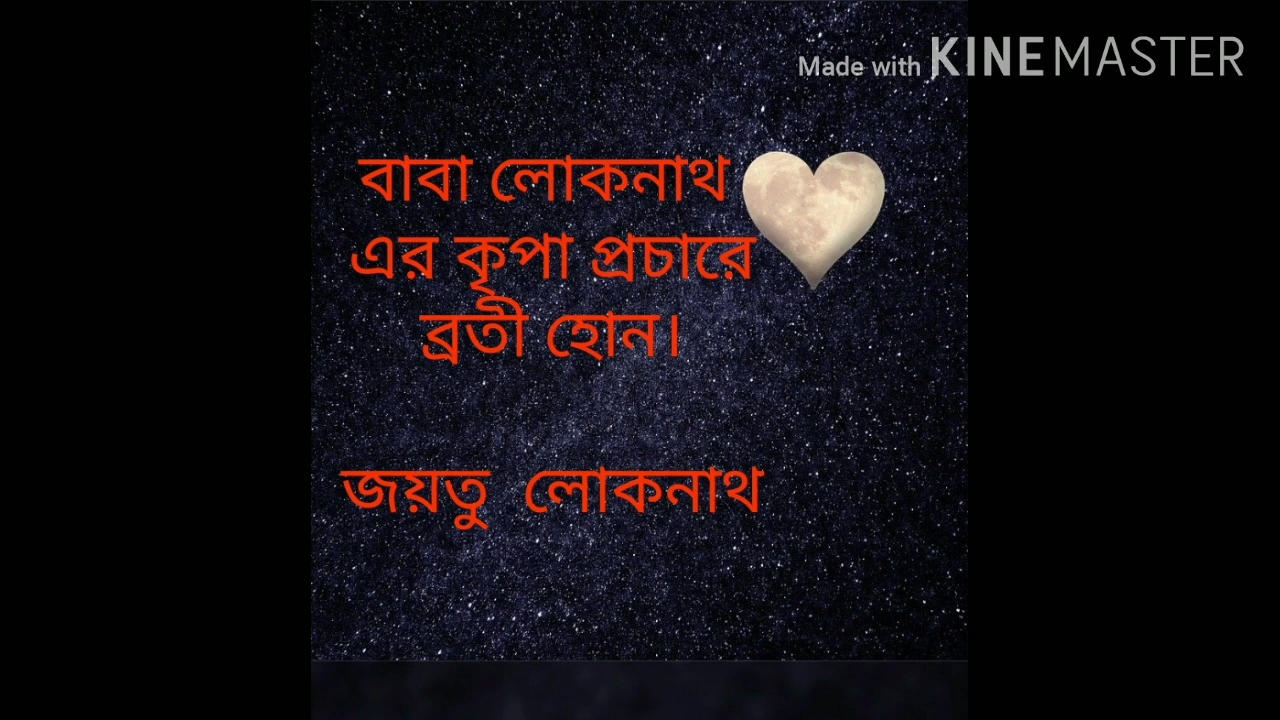 Made with KINEMASTER
বাবা লোকনাথ
এর কৃপা প্রচারে
ব্রতী হোন।
জয়তু লোকনাথ